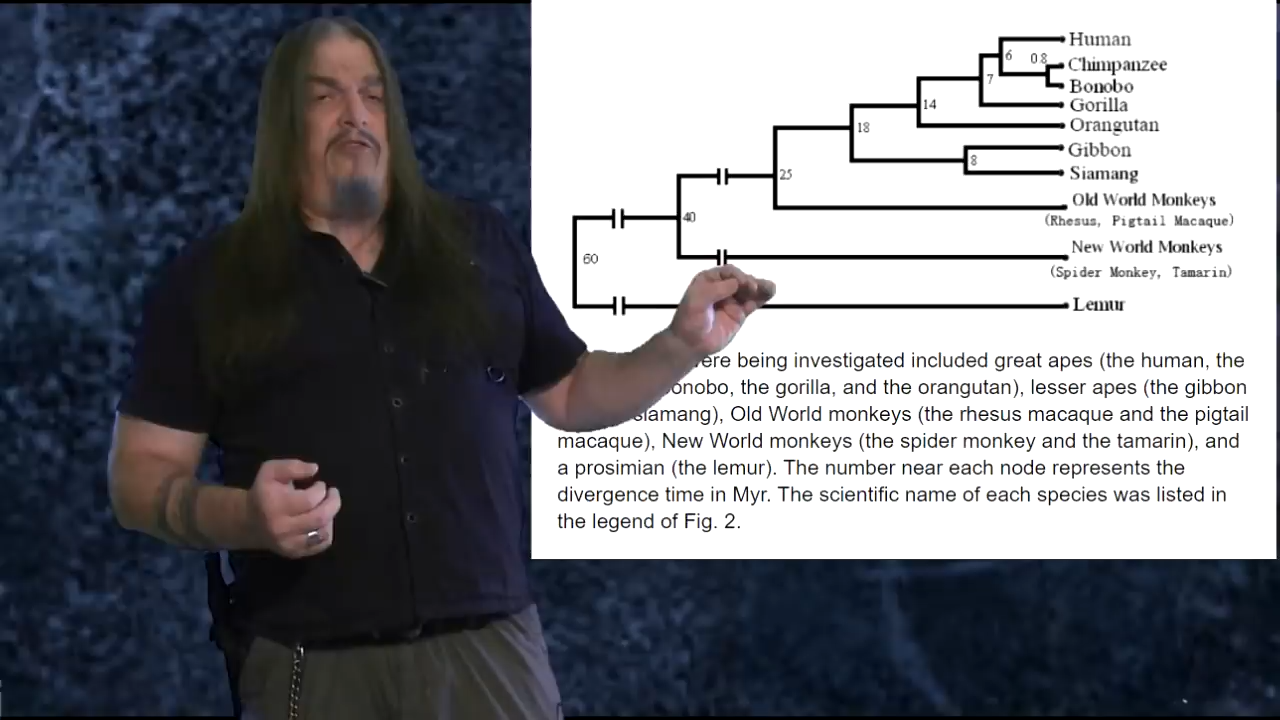 Human
6
0.8
Chimpanzee
7
Bonobo
14
Gorilla
Orangutan
18
Gibbon
8
25
Siamang
Old World Monkeys
(Rhesus, Pigtail Macaque)
40
New World Monkeys
60
(Spider Monkey, Tamarin)
Lemur
being investigated included great apes (the human, the
the gorilla, and the orangutan), lesser apes (the gibbon
Old World monkeys (the rhesus macaque and the pigtail
macaque), New World monkeys (the spider monkey and the tamarin), and
a prosimian (the lemur). The number near each node represents the
divergence time in Myr. The scientific name of each species was listed in
the legend of Fig. 2.